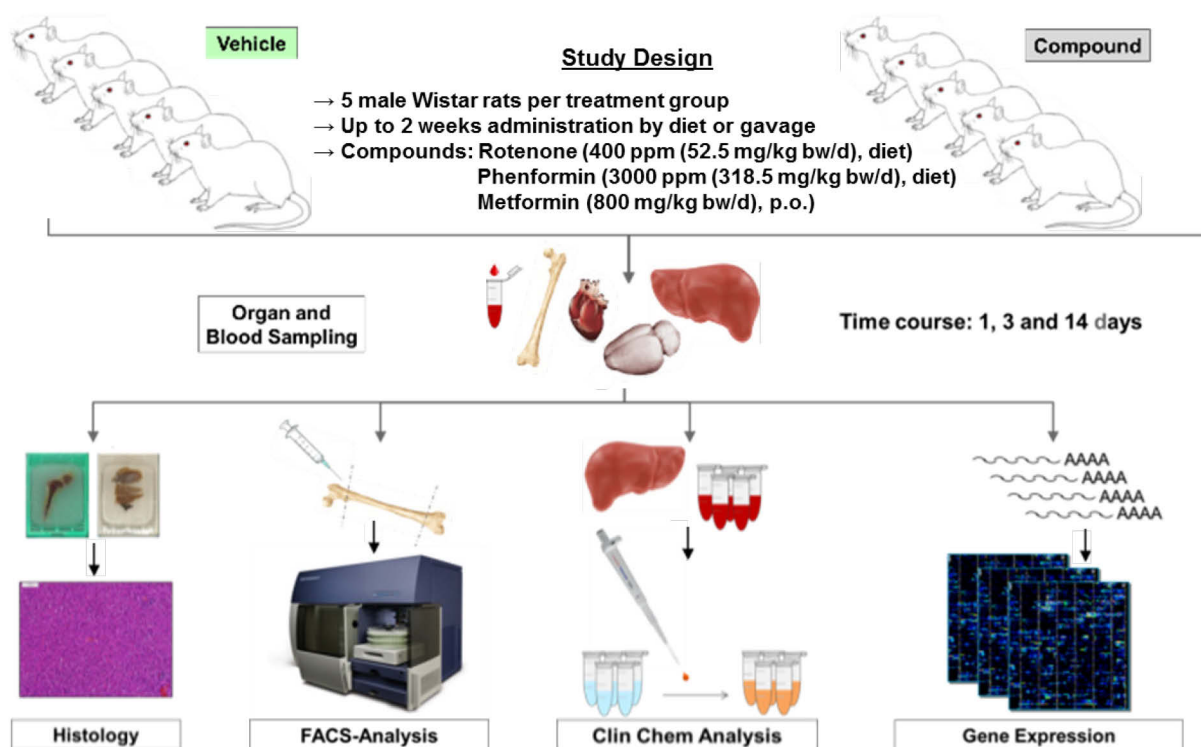 Vehicle
Compound
Study Design
→ 5 male Wistar rats per treatment group
→ Up to 2 weeks administration by diet or gavage
→ Compounds: Rotenone (400 ppm (52.5 mg/kg bw/d), diet)
Phenformin (3000 ppm (318.5 mg/kg bw/d), diet)
Metformin (800 mg/kg bw/d), p.o.)
Organ and
Blood Sampling
Time course: 1, 3 and 14 days
AAAA
AAAA
AAAA
AAAA
Histology
FACS-Analysis
Clin Chem Analysis
Gene Expression